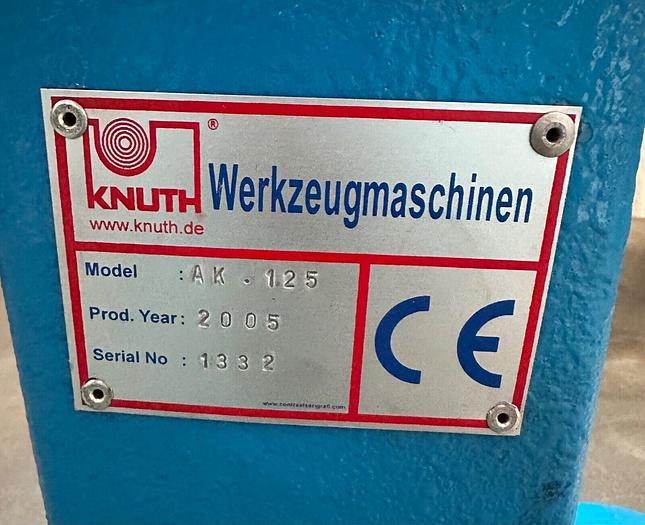 KNUTH
®
Werkzeugmaschinen
www.knuth.de
Model : AK.125
Prod. Year : 2005
Serial No : 1332
CE